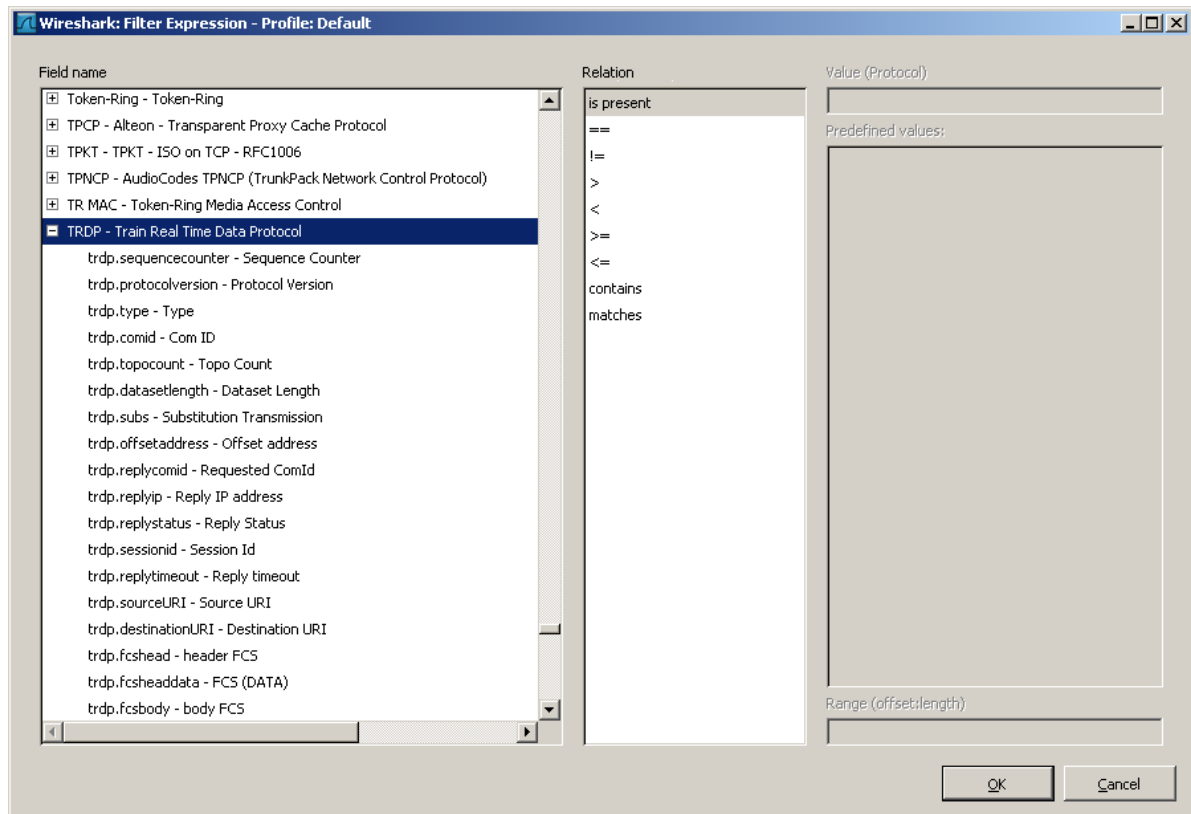 Wireshark: Filter Expression - Profile: Default
Field name
Token-Ring - Token-Ring
TPCP - Alteon - Transparent Proxy Cache Protocol
TPKT - TPKT - ISO on TCP - RFC1006
TPNCP - AudioCodes TPNCP (TrunkPack Network Control Protocol)
TR MAC - Token-Ring Media Access Control
TRDP - Train Real Time Data Protocol
trdp.sequencecounter - Sequence Counter
trdp.protocolversion - Protocol Version
trdp.type - Type
trdp.comid - Com ID
trdp.topocount - Topo Count
trdp.datasetlength - Dataset Length
trdp.subs - Substitution Transmission
trdp.offsetaddress - Offset address
trdp.replycomid - Requested ComId
trdp.replyip - Reply IP address
trdp.replystatus - Reply Status
trdp.sessionid - Session Id
trdp.replytimeout - Reply timeout
trdp.sourceURI - Source URI
trdp.destinationURI - Destination URI
trdp.fcshead - header FCS
trdp.fcsheaddata - FCS (DATA)
trdp.fcsbody - body FCS
Relation
is present
==
!=
>
<
>=
<=
contains
matches
Value (Protocol)
Predefined values:
Range (offset:length)
OK
Cancel